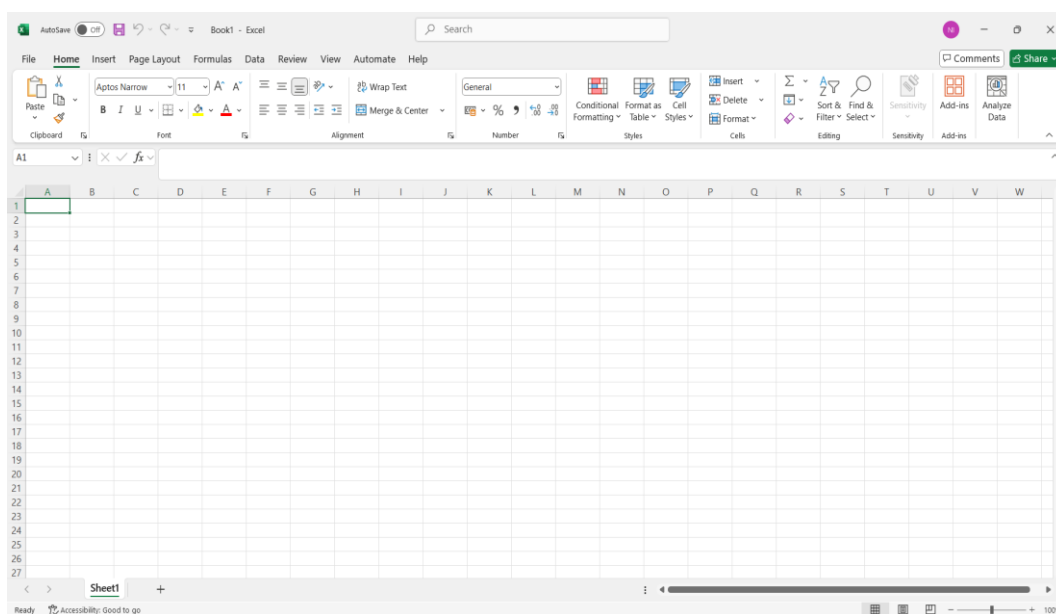 AutoSave Off Book1 - Excel Search NI
File Home Insert Page Layout Formulas Data Review View Automate Help Comments Share
Paste
Clipboard
Aptos Narrow 11 A A
B I U A
Font
Wrap Text
Merge & Center
Alignment
General
% 9
Number
Conditional Formatting
Format as Table
Cell Styles
Styles
Insert
Delete
Format
Cells
Sort & Filter
Find & Select
Editing
Sensitivity
Sensitivity
Add-ins
Add-ins
Analyze Data
A1 fx
A B C D E F G H I J K L M N O P Q R S T U V W
1
2
3
4
5
6
7
8
9
10
11
12
13
14
15
16
17
18
19
20
21
22
23
24
25
26
27
Sheet1
Ready Accessibility: Good to go 100